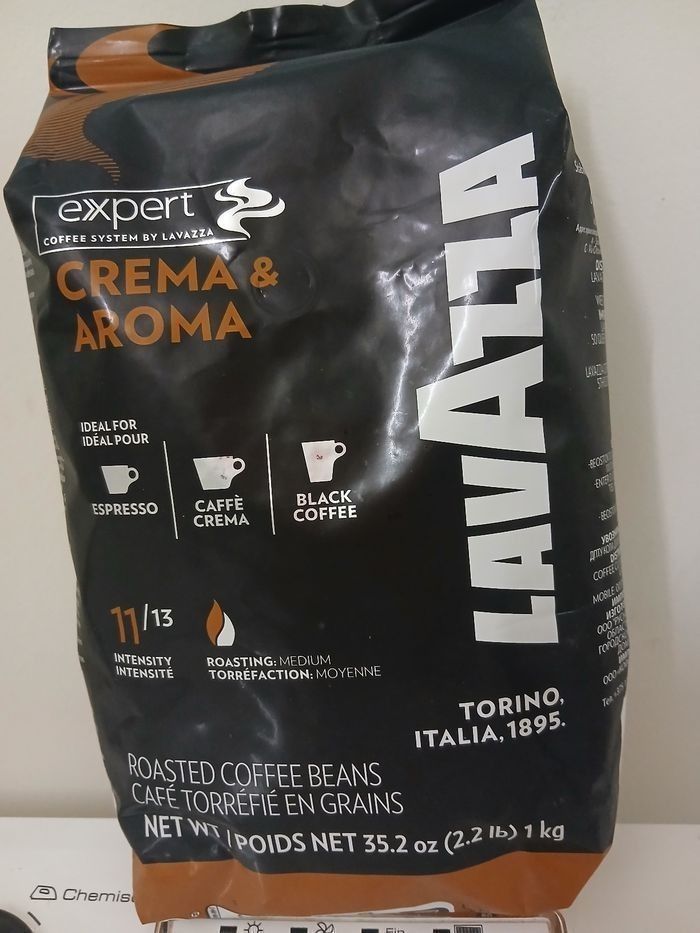 expert
COFFEE SYSTEM BY LAVAZZA
CREMA &
AROMA
LAVAZZA
IDEAL FOR
IDÉAL POUR
ESPRESSO
CAFFÈ
CREMA
BLACK
COFFEE
11/13
INTENSITY
INTENSITÉ
ROASTING: MEDIUM
TORRÉFACTION: MOYENNE
TORINO,
ITALIA, 1895.
ROASTED COFFEE BEANS
CAFÉ TORRÉFIÉ EN GRAINS
NET WT / POIDS NET 35.2 oz (2.2 lb) 1 kg
Fin